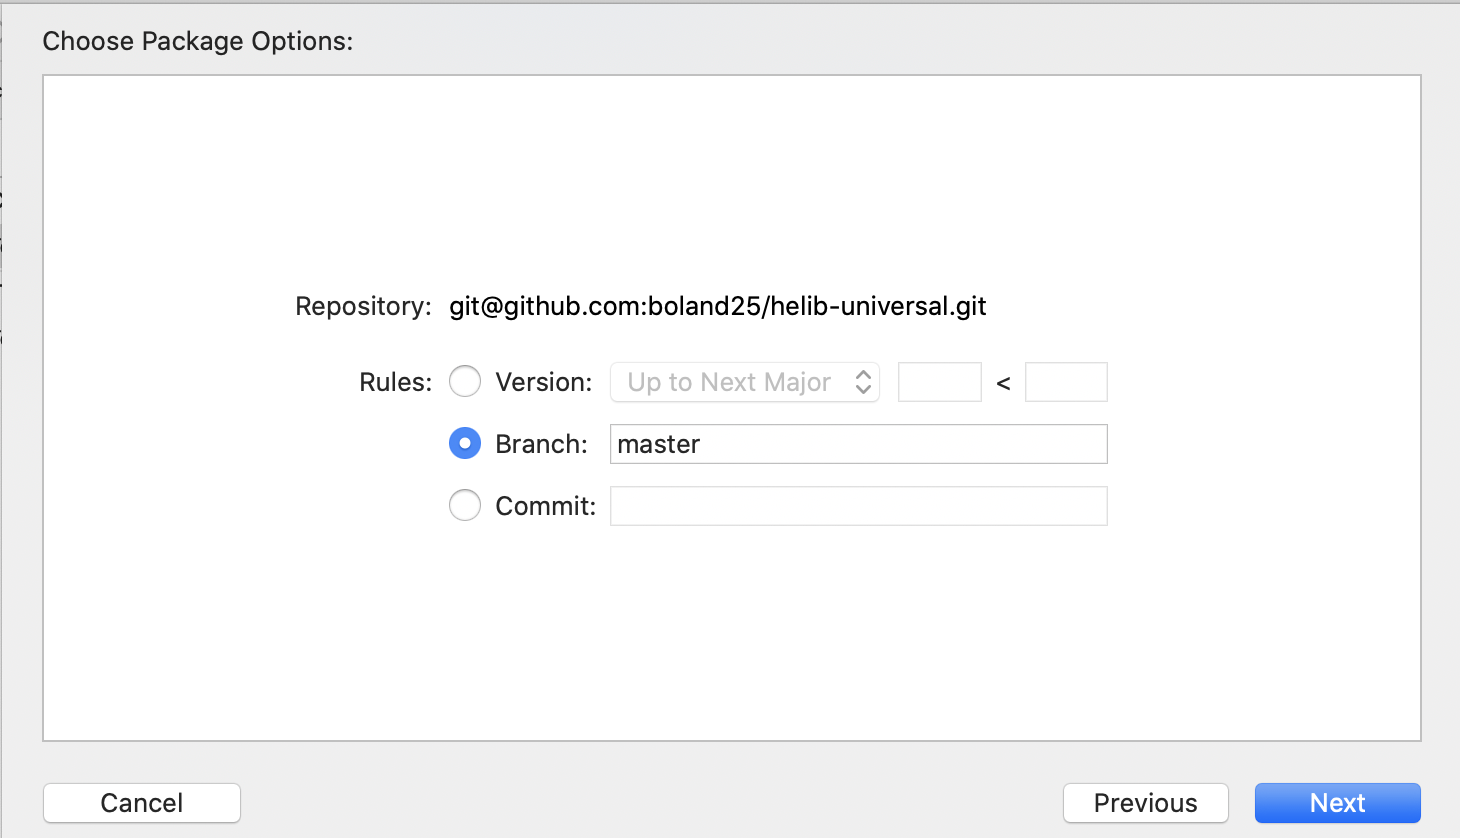 Choose Package Options:
Repository: git@github.com:boland25/helib-universal.git
Rules: Version: Up to Next Major <
Branch: master
Commit:
Cancel Previous Next